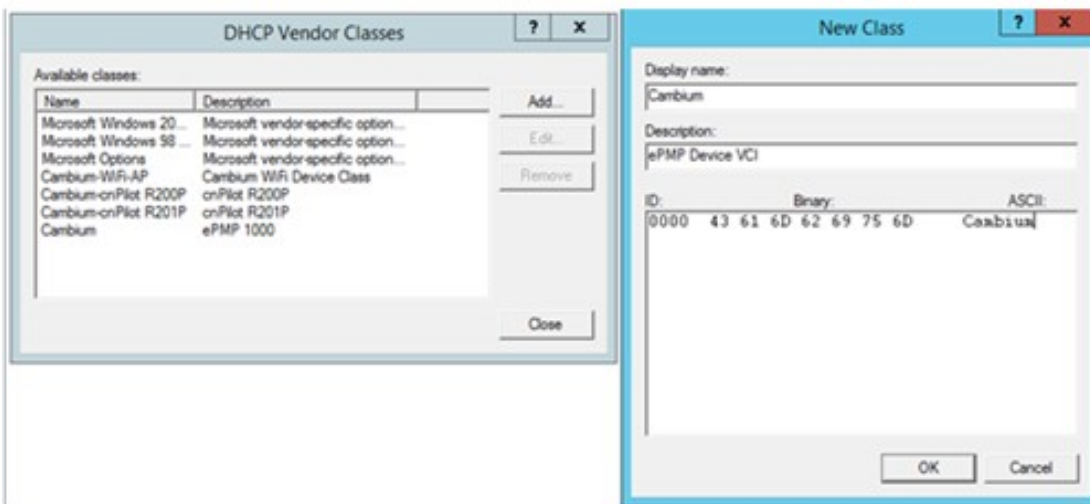 DHCP Vendor Classes
? x
Available classes:
Name Description
Microsoft Windows 20... Microsoft vendor-specific option...
Microsoft Windows 98 ... Microsoft vendor-specific option...
Microsoft Options Microsoft vendor-specific option...
Cambium-WiFi-AP Cambium WiFi Device Class
Cambium-cnPilot R200P cnPilot R200P
Cambium-cnPilot R201P cnPilot R201P
Cambium ePMP 1000
Add...
Edit...
Remove
Close
New Class
? x
Display name:
Cambium
Description:
ePMP Device VCI
ID: Binary: ASCII:
0000 43 61 6D 62 69 75 6D Cambium
OK Cancel